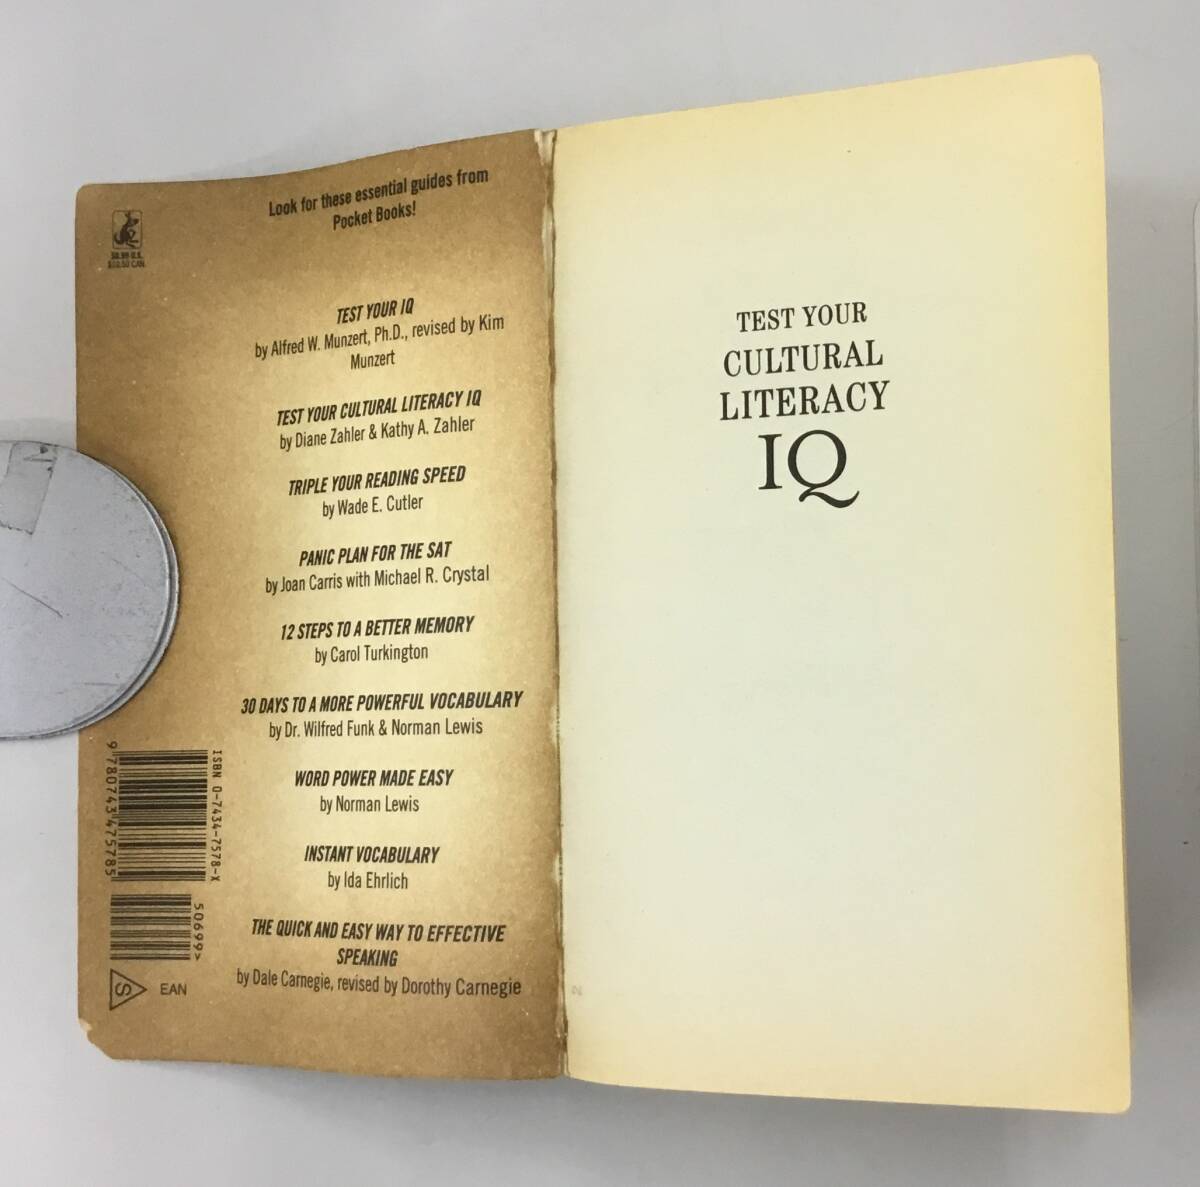 Look for these essential guides from
Pocket Books!
TEST YOUR IQ
by Alfred W. Munzert, Ph.D., revised by Kim
Munzert
TEST YOUR CULTURAL LITERACY IQ
by Diane Zahler & Kathy A. Zahler
TRIPLE YOUR READING SPEED
by Wade E. Cutler
PANIC PLAN FOR THE SAT
by Joan Carris with Michael R. Crystal
12 STEPS TO A BETTER MEMORY
by Carol Turkington
30 DAYS TO A MORE POWERFUL VOCABULARY
by Dr. Wilfred Funk & Norman Lewis
WORD POWER MADE EASY
by Norman Lewis
INSTANT VOCABULARY
by Ida Ehrlich
THE QUICK AND EASY WAY TO EFFECTIVE
SPEAKING
by Dale Carnegie, revised by Dorothy Carnegie
ISBN 0-7434-7578-X
9 780743 475785
50699>
S
EAN
TEST YOUR
CULTURAL
LITERACY
IQ